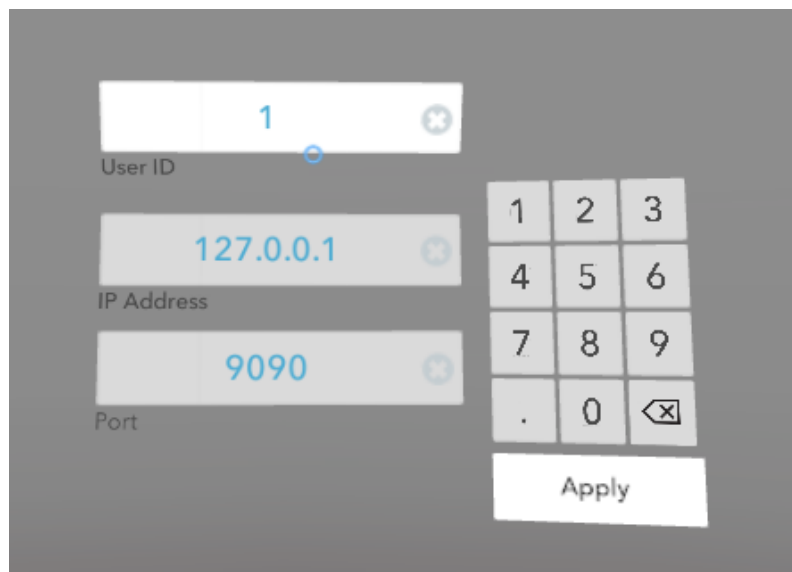 1
User ID
127.0.0.1
IP Address
9090
Port
1 2 3
4 5 6
7 8 9
. 0
Apply